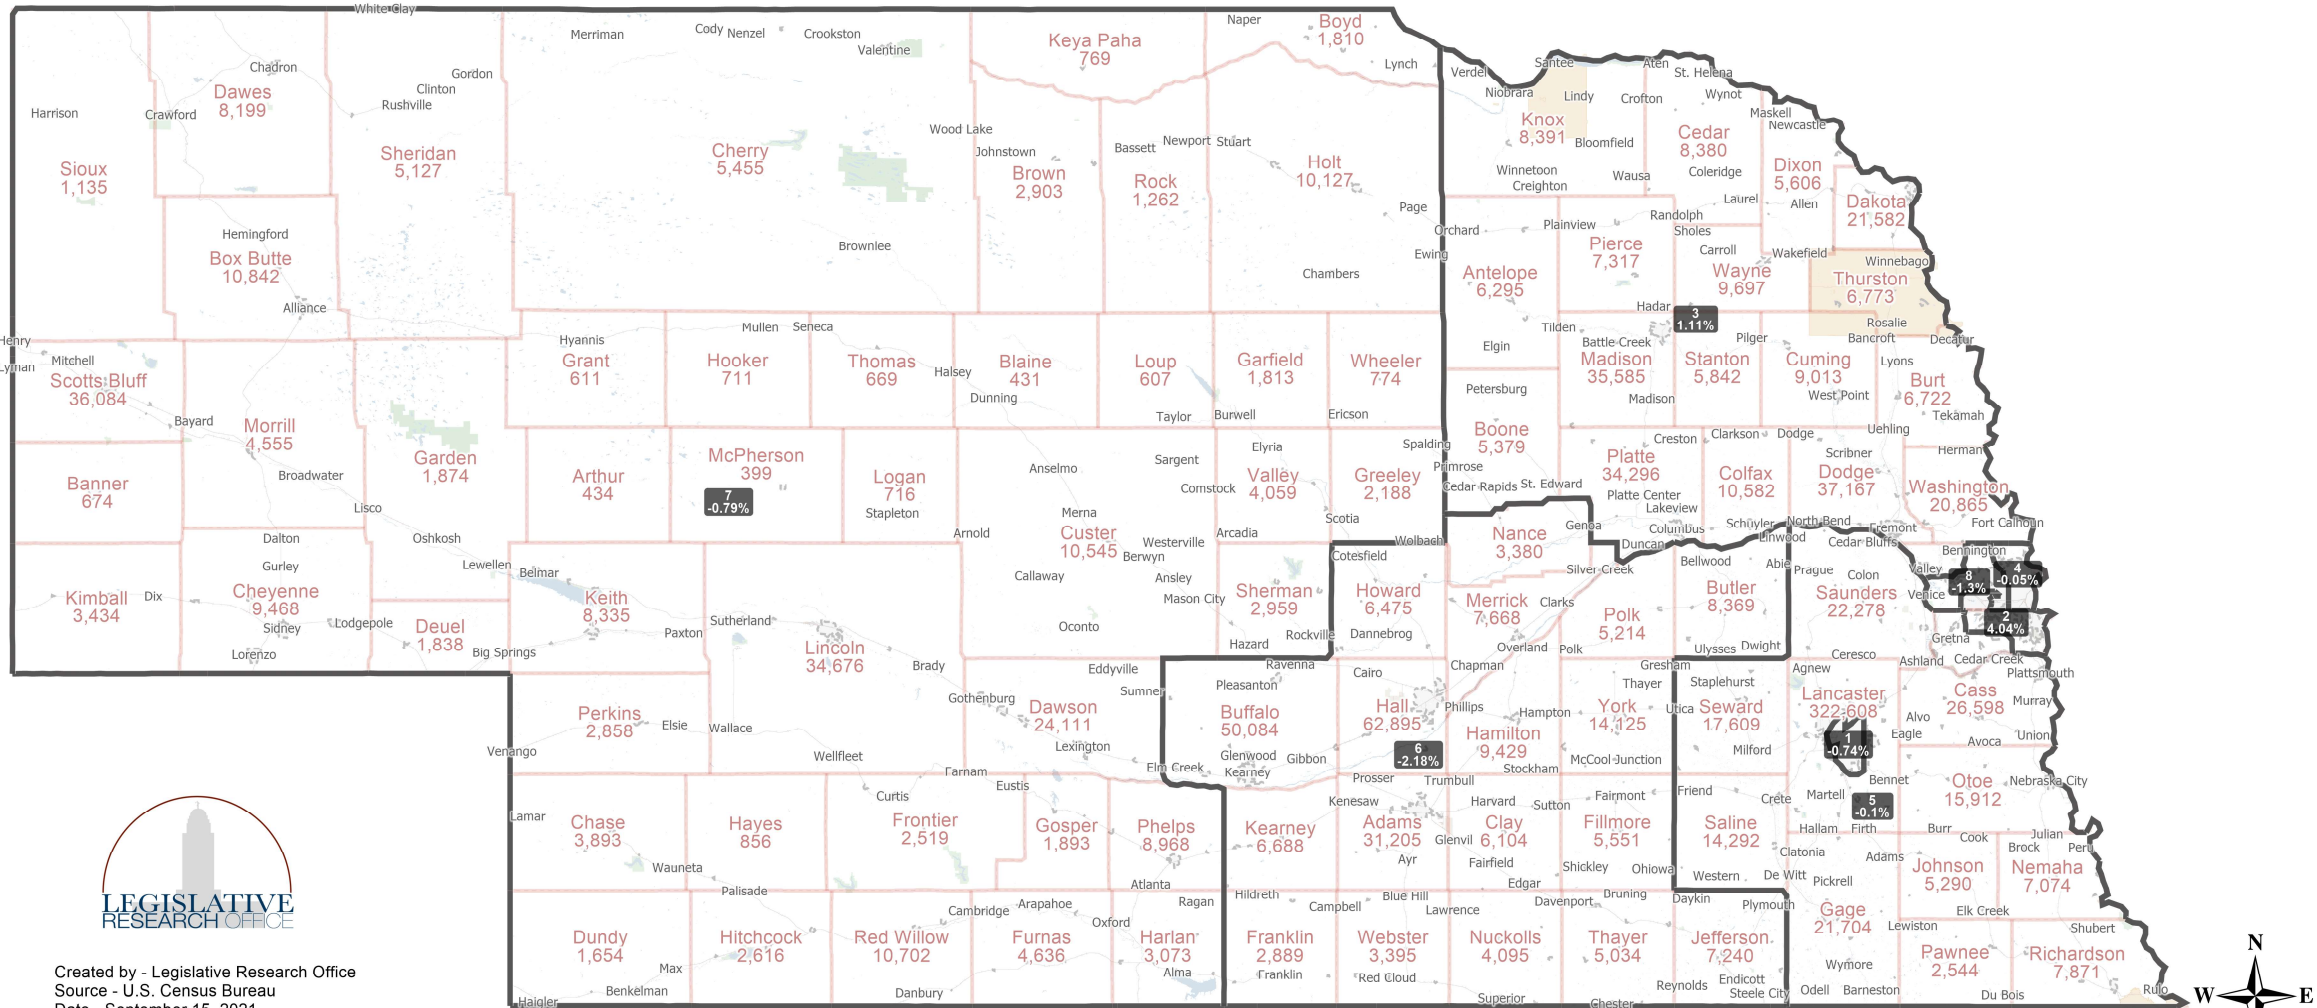 White Clay
Merriman
Cody
Nenzel
Crookston
Valentine
Keya Paha
769
Naper
Boyd
1,810
Lynch
Verdel
Santee
Aten
St. Helena
Niobrara
Lindy
Crofton
Wynot
Maskell
Newcastle
Chadron
Gordon
Dawes
8,199
Clinton
Rushville
Harrison
Crawford
Knox
8,391
Bloomfield
Cedar
8,380
Coleridge
Wood Lake
Johnstown
Bassett
Newport
Stuart
Sioux
1,135
Sheridan
5,127
Cherry
5,455
Brown
2,903
Rock
1,262
Holt
10,127
Winnetoon
Creighton
Wausa
Dixon
5,606
Laurel
Allen
Dakota
21,582
Page
Orchard
Ewing
Plainview
Randolph
Sholes
Pierce
7,317
Carroll
Wayne
9,697
Wakefield
Winnebago
Thurston
6,773
Hemingford
Box Butte
10,842
Alliance
Brownlee
Chambers
Antelope
6,295
Hadar
3
1.11%
Rosalie
Bancroft
Decatur
Henry
Mitchell
Lyman
Scotts Bluff
36,084
Hyannis
Grant
611
Mullen
Seneca
Hooker
711
Thomas
669
Halsey
Dunning
Blaine
431
Loup
607
Taylor
Garfield
1,813
Burwell
Wheeler
774
Ericson
Tilden
Elgin
Battle Creek
Madison
35,585
Madison
Pilger
Stanton
5,842
Cuming
9,013
West Point
Lyons
Burt
6,722
Tekamah
Petersburg
Bayard
Morrill
4,555
Broadwater
Garden
1,874
Lisco
Oshkosh
Arthur
434
McPherson
399
7
-0.79%
Logan
716
Stapleton
Arnold
Anselmo
Merna
Custer
10,545
Berwyn
Westerville
Ansley
Mason City
Callaway
Oconto
Sargent
Comstock
Arcadia
Elyria
Valley
4,059
Greeley
2,188
Scotia
Spalding
Primrose
Cedar Rapids
St. Edward
Boone
5,379
Creston
Platte
34,296
Platte Center
Lakeview
Columbus
Clarkson
Dodge
Colfax
10,582
Schuyler
Uehling
Scribner
Dodge
37,167
North Bend
Fremont
Herman
Washington
20,865
Fort Calhoun
Banner
674
Dalton
Gurley
Kimball
3,434
Dix
Cheyenne
9,468
Sidney
Lorenzo
Lodgepole
Deuel
1,838
Big Springs
Lewellen
Belmar
Keith
8,335
Paxton
Sutherland
Lincoln
34,676
Brady
Sherman
2,959
Hazard
Rockville
Wolbach
Cotesfield
Howard
6,475
Dannebrog
Nance
3,380
Genoa
Duncan
Silver Creek
Merrick
7,668
Clarks
Chapman
Overland
Polk
Polk
5,214
Linwood
Bellwood
Abie
Prague
Butler
8,369
Ulysses
Dwight
Cedar Bluffs
Colon
Saunders
22,278
Ceresco
Valley
Venice
Bennington
8
-1.3%
4
-0.05%
2
4.04%
Gretna
Ashland
Cedar Creek
Plattsmouth
Perkins
2,858
Elsie
Venango
Wallace
Wellfleet
Gothenburg
Eddyville
Sumner
Dawson
24,111
Lexington
Farnam
Elm Creek
Ravenna
Pleasanton
Buffalo
50,084
Glenwood
Kearney
Gibbon
Cairo
Hall
62,895
6
-2.18%
Prosser
Phillips
Hampton
Hamilton
9,429
Stockham
Trumbull
Gresham
Thayer
York
14,125
McCool Junction
Utica
Staplehurst
Seward
17,609
Milford
Agnew
Lancaster
322,608
1
-0.74%
Bennet
5
-0.1%
Martell
Hallam
Firth
Cass
26,598
Alvo
Eagle
Avoca
Murray
Union
Otoe
15,912
Nebraska City
Burr
Cook
Julian
Lamar
Chase
3,893
Wauneta
Hayes
856
Palisade
Curtis
Frontier
2,519
Eustis
Gosper
1,893
Phelps
8,968
Atlanta
Kearney
6,688
Kenesaw
Adams
31,205
Ayr
Glenvil
Harvard
Clay
6,104
Fairfield
Sutton
Edgar
Fairmont
Fillmore
5,551
Shickley
Ohiowa
Friend
Saline
14,292
Western
Crete
De Witt
Clatonia
Pickrell
Adams
Johnson
5,290
Elk Creek
Brock
Nemaha
7,074
Peru
Dundy
1,654
Max
Benkelman
Haigler
Hitchcock
2,616
Red Willow
10,702
Danbury
Cambridge
Arapahoe
Furnas
4,636
Oxford
Ragan
Harlan
3,073
Alma
Hildreth
Franklin
2,889
Franklin
Campbell
Blue Hill
Webster
3,395
Red Cloud
Lawrence
Nuckolls
4,095
Superior
Davenport
Bruning
Thayer
5,034
Chester
Daykin
Plymouth
Jefferson
7,240
Reynolds
Endicott
Steele City
Gage
21,704
Wymore
Odell
Barneston
Lewiston
Pawnee
2,544
Du Bois
Shubert
Richardson
7,871
Rulo
LEGISLATIVE
RESEARCH OFFICE
Created by - Legislative Research Office
Source - U.S. Census Bureau
Date - September 15, 2021
N
W
E